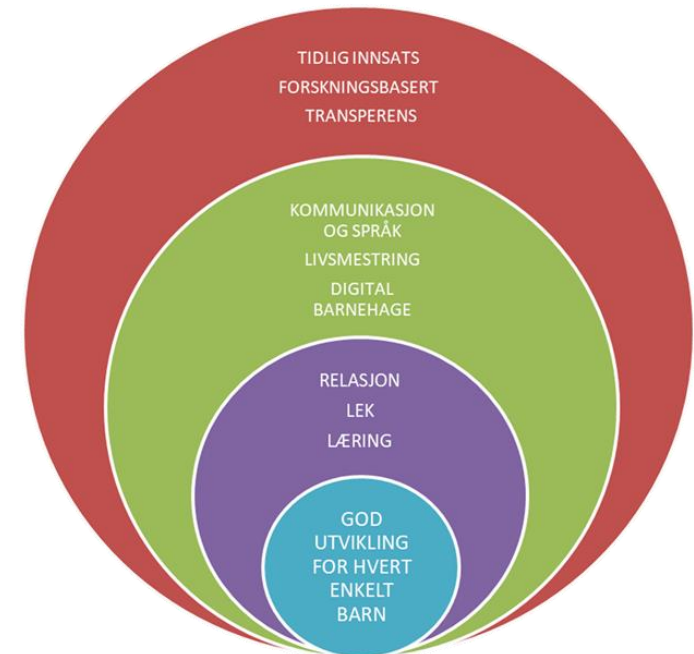 TIDLIG INNSATS
FORSKNINGSBASERT
TRANSPERENS
KOMMUNIKASJON
OG SPRÅK
LIVSMESTRING
DIGITAL
BARNEHAGE
RELASJON
LEK
LÆRING
GOD
UTVIKLING
FOR HVERT
ENKELT
BARN